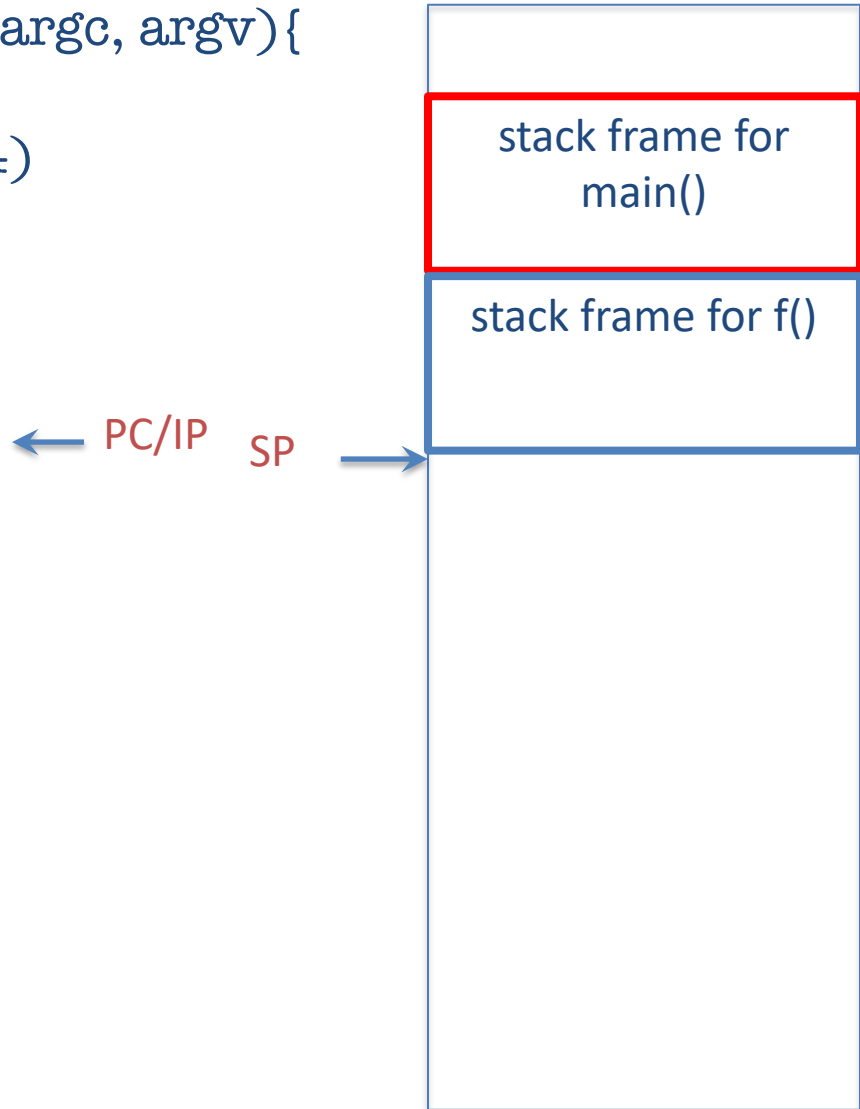 argc, argv){
)
stack frame for
main()
stack frame for f()
PC/IP
SP